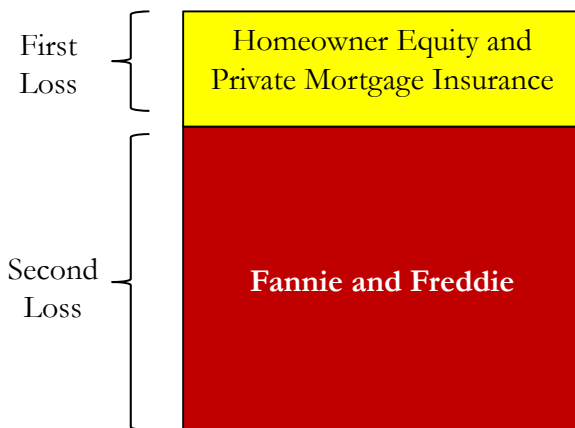 First
Loss
Homeowner Equity and
Private Mortgage Insurance
Second
Loss
Fannie and Freddie